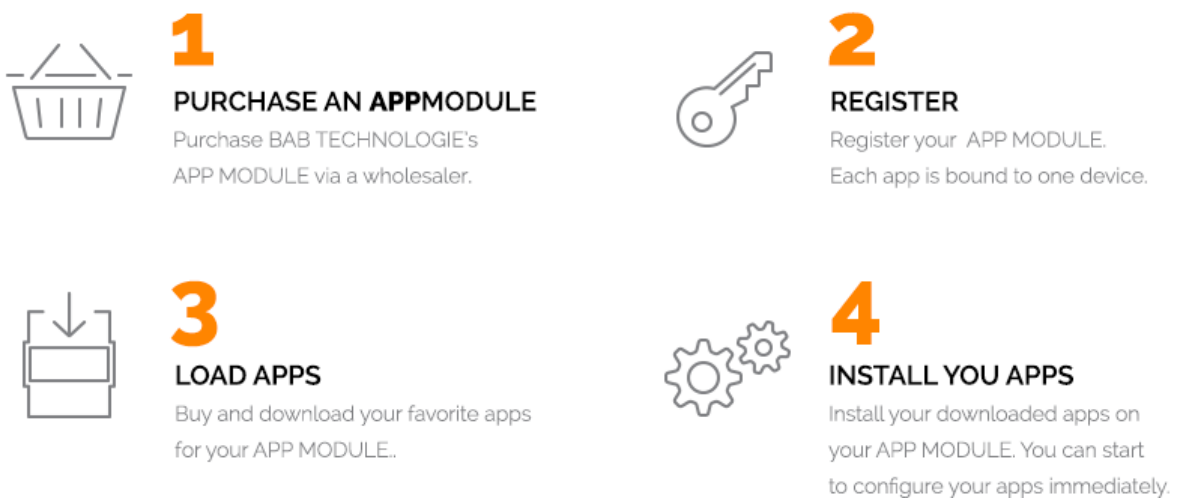 1
PURCHASE AN APPMODULE
Purchase BAB TECHNOLOGIE's
APP MODULE via a wholesaler.
2
REGISTER
Register your APP MODULE.
Each app is bound to one device.
3
LOAD APPS
Buy and download your favorite apps
for your APP MODULE..
4
INSTALL YOU APPS
Install your downloaded apps on
your APP MODULE. You can start
to configure your apps immediately.